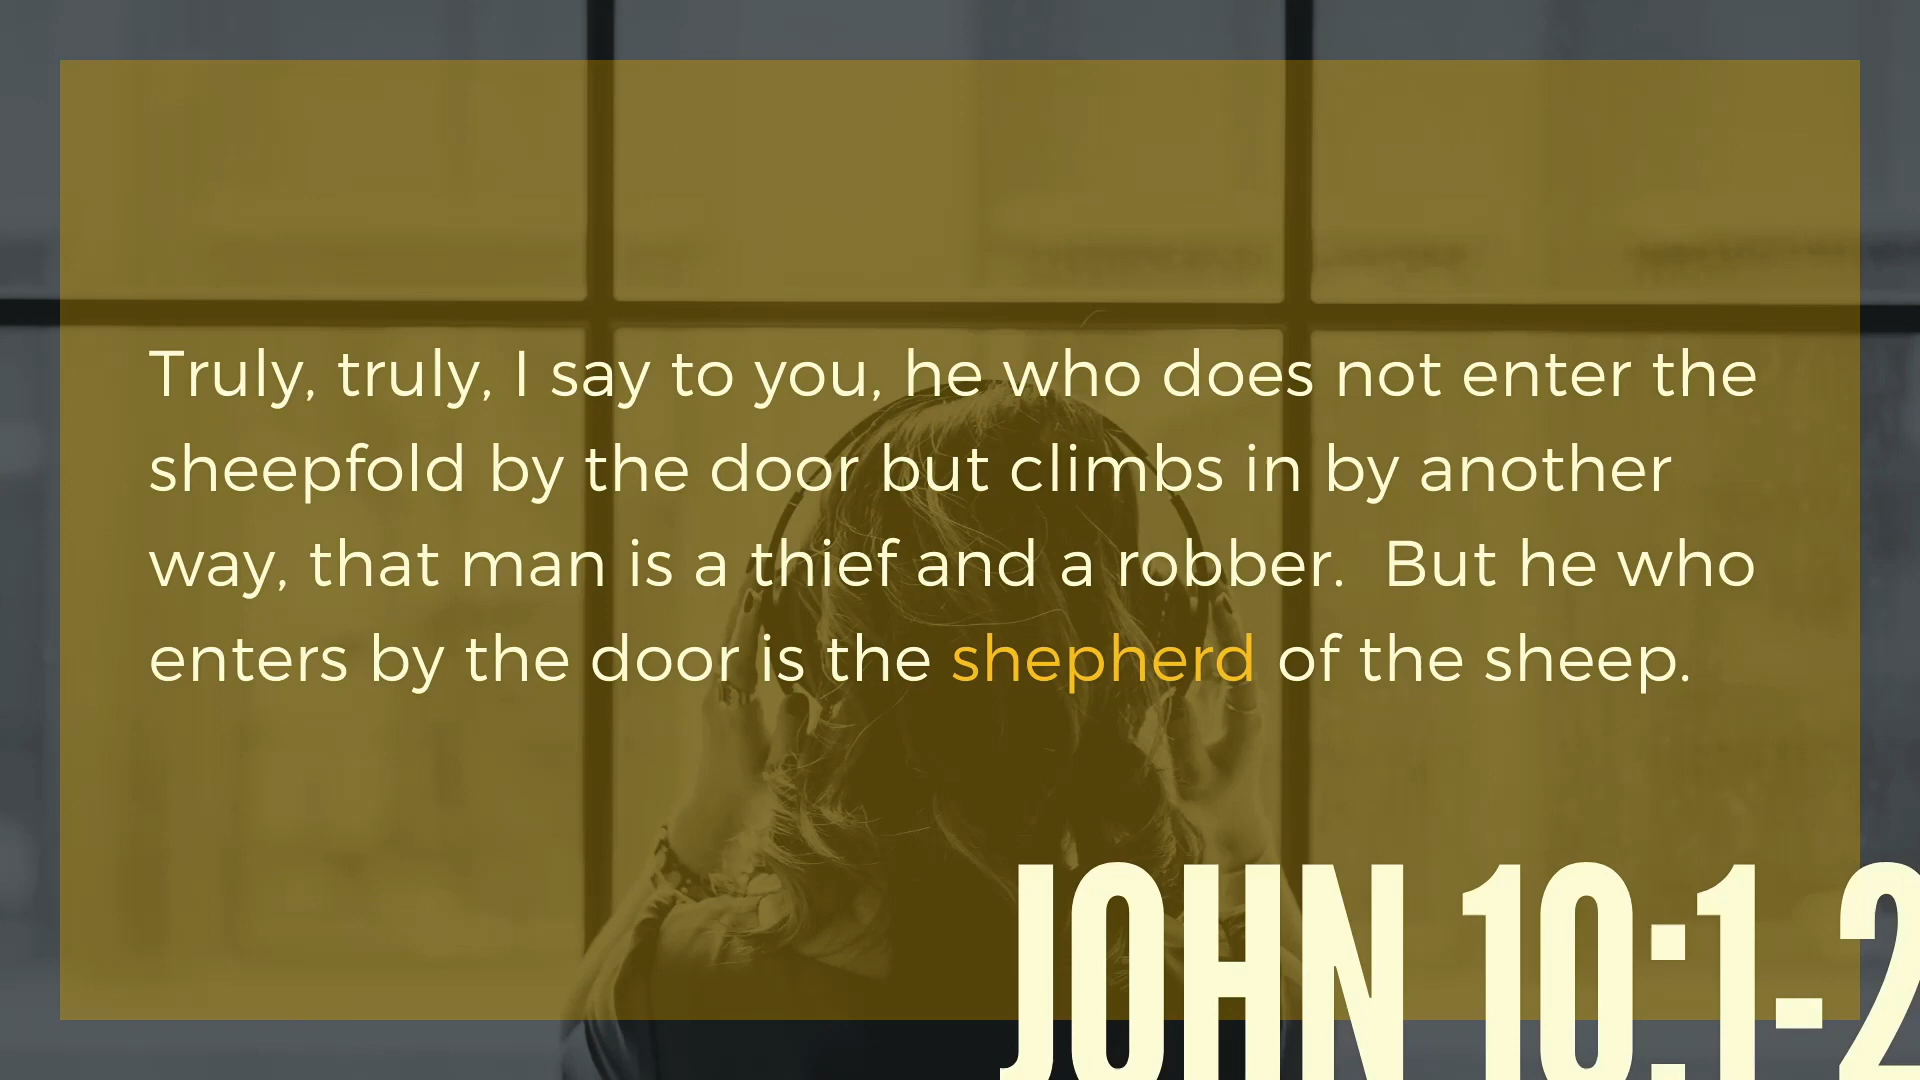 Truly, truly, I say to you, he who does not enter the
sheepfold by the door but climbs in by another
way, that man is a thief and a robber.  But he who
enters by the door is the shepherd of the sheep.
JOHN 10:1-2